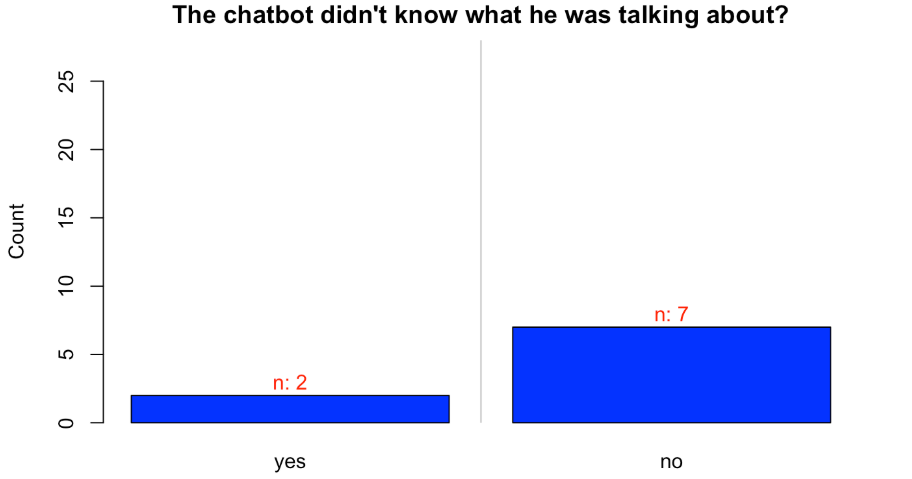 The chatbot didn't know what he was talking about?
Count
25
20
15
10
5
0
n: 2
n: 7
yes
no